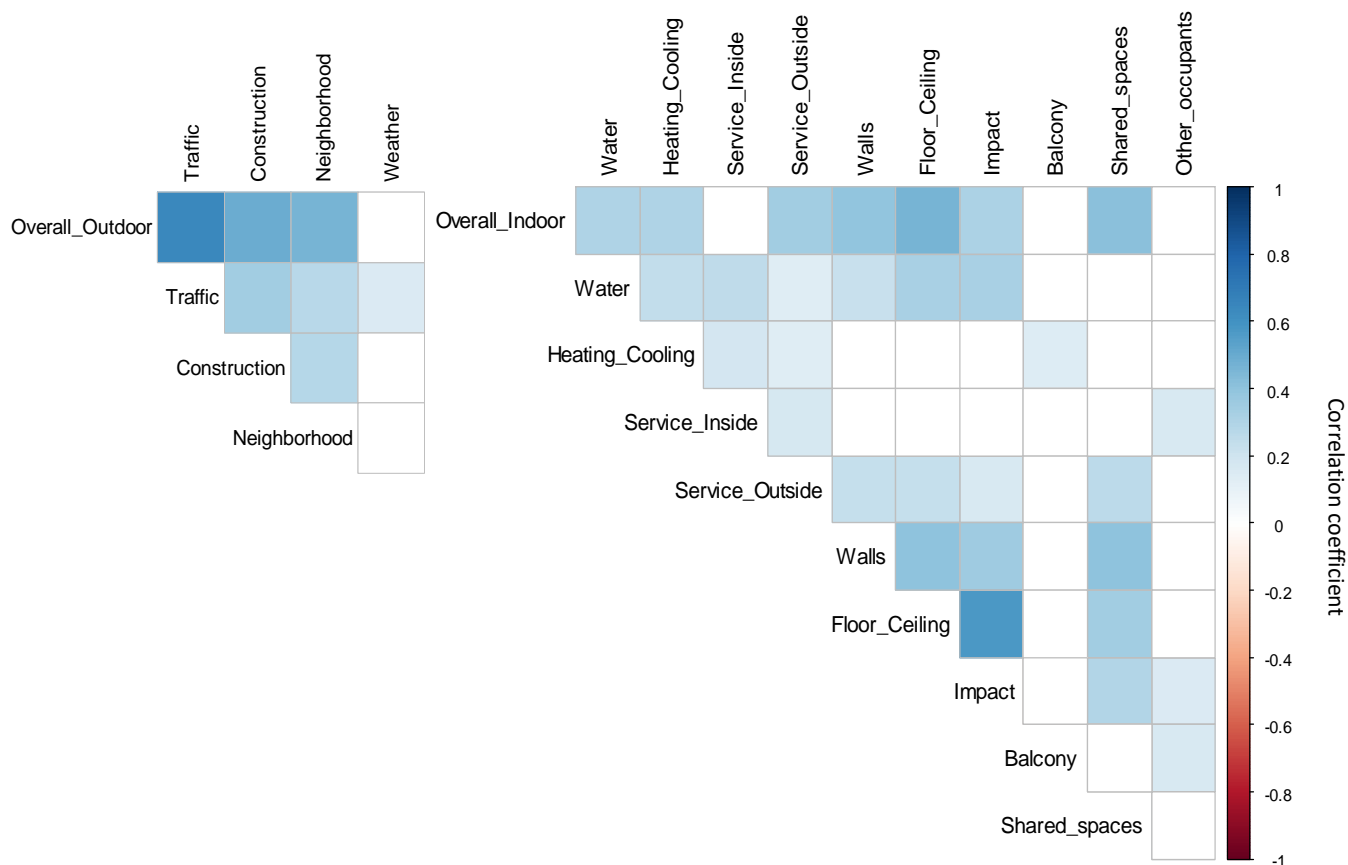 Traffic
Construction
Neighborhood
Weather
Overall_Outdoor
Traffic
Construction
Neighborhood
Water
Heating_Cooling
Service_Inside
Service_Outside
Walls
Floor_Ceiling
Impact
Balcony
Shared_spaces
Other_occupants
Overall_Indoor
Water
Heating_Cooling
Service_Inside
Service_Outside
Walls
Floor_Ceiling
Impact
Balcony
Shared_spaces
1
0.8
0.6
0.4
0.2
0
-0.2
-0.4
-0.6
-0.8
-1
Correlation coefficient